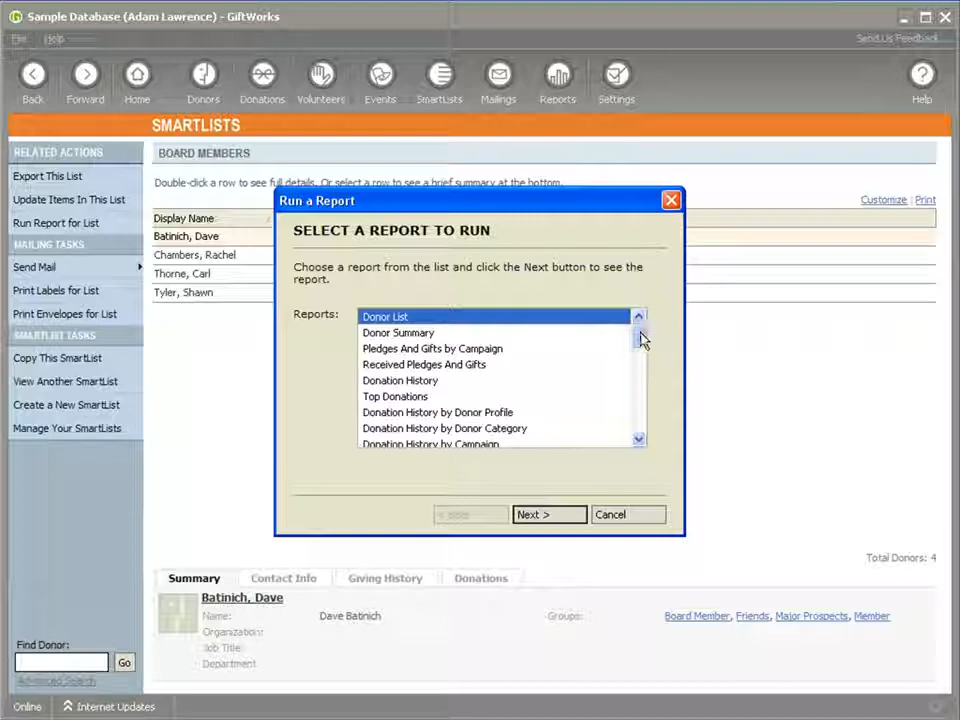 Sample Database (Adam Lawrence) - GiftWorks
File Help Send Us Feedback
Back Forward Home Donors Donations Volunteers Events SmartLists Mailings Reports Settings Help
SMARTLISTS
RELATED ACTIONS
Export This List
Update Items In This List
Run Report for List
MAILING TASKS
Send Mail
Print Labels for List
Print Envelopes for List
SMARTLIST TASKS
Copy This SmartList
View Another SmartList
Create a New SmartList
Manage Your SmartLists
Find Donor:
Go
Advanced Search
BOARD MEMBERS
Double-click a row to see full details. Or select a row to see a brief summary at the bottom.
Customize | Print
Display Name
Batinich, Dave
Chambers, Rachel
Thorne, Carl
Tyler, Shawn
Run a Report
SELECT A REPORT TO RUN
Choose a report from the list and click the Next button to see the
report.
Reports:
Donor List
Donor Summary
Pledges And Gifts by Campaign
Received Pledges And Gifts
Donation History
Top Donations
Donation History by Donor Profile
Donation History by Donor Category
Donation History by Campaign
< Back Next > Cancel
Total Donors: 4
Summary Contact Info Giving History Donations
Batinich, Dave
Name: Dave Batinich
Organization:
Job Title:
Department:
Groups: Board Member, Friends, Major Prospects, Member
Online Internet Updates